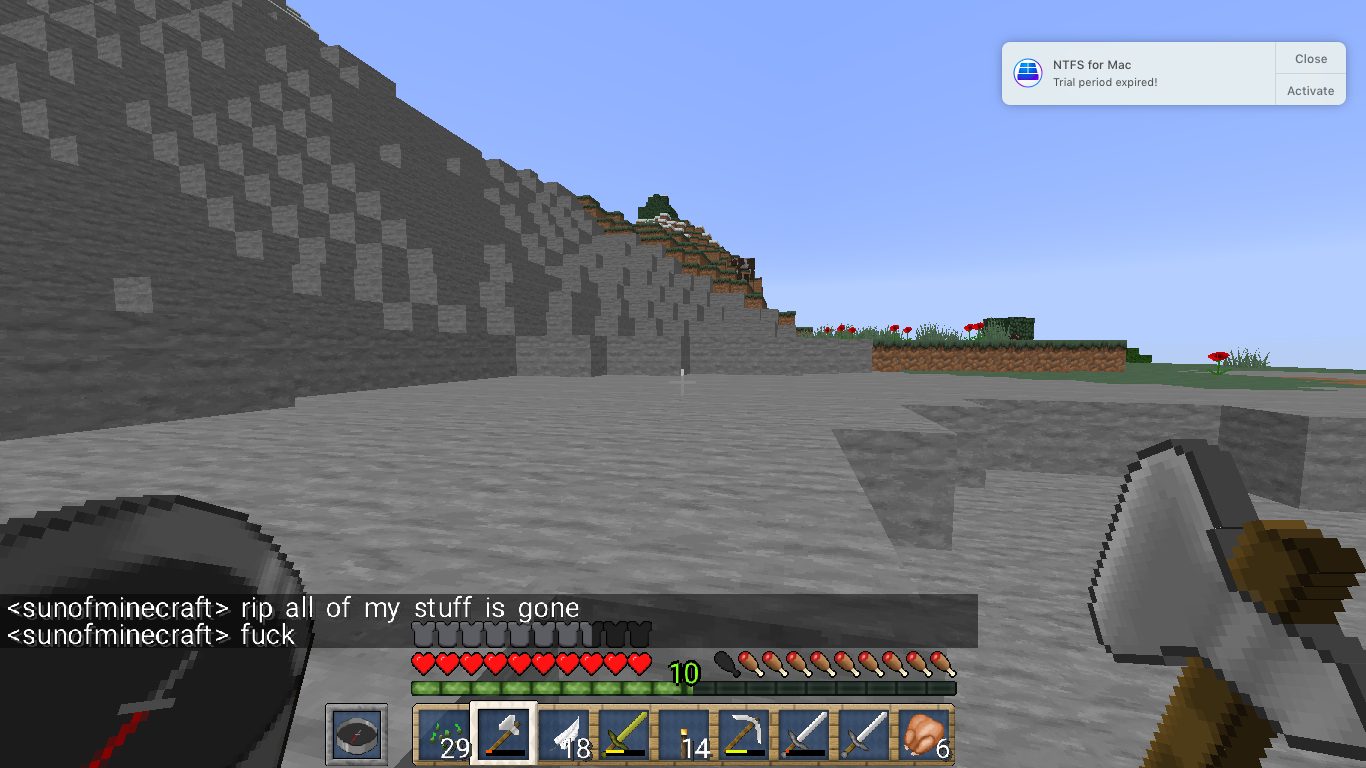 NTFS for Mac
Trial period expired!
Close
Activate
<sunofminecraft> rip all of my stuff is gone
<sunofminecraft> fuck
10
29 18 14 6